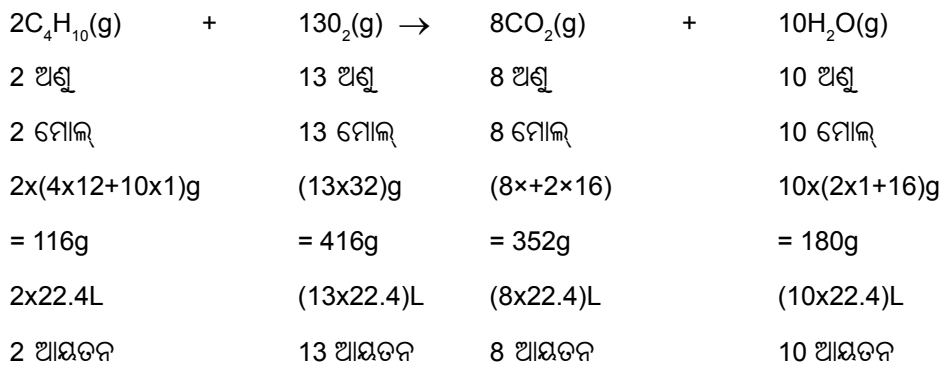 2C₄H₁₀(g) + 130₂(g) → 8CO₂(g) + 10H₂O(g)
2 ଅଣୁ 13 ଅଣୁ 8 ଅଣୁ 10 ଅଣୁ
2 ମୋଲ୍ 13 ମୋଲ୍ 8 ମୋଲ୍ 10 ମୋଲ୍
2x(4x12+10x1)g (13x32)g (8×+2×16) 10x(2x1+16)g
= 116g = 416g = 352g = 180g
2x22.4L (13x22.4)L (8x22.4)L (10x22.4)L
2 ଆୟତନ 13 ଆୟତନ 8 ଆୟତନ 10 ଆୟତନ